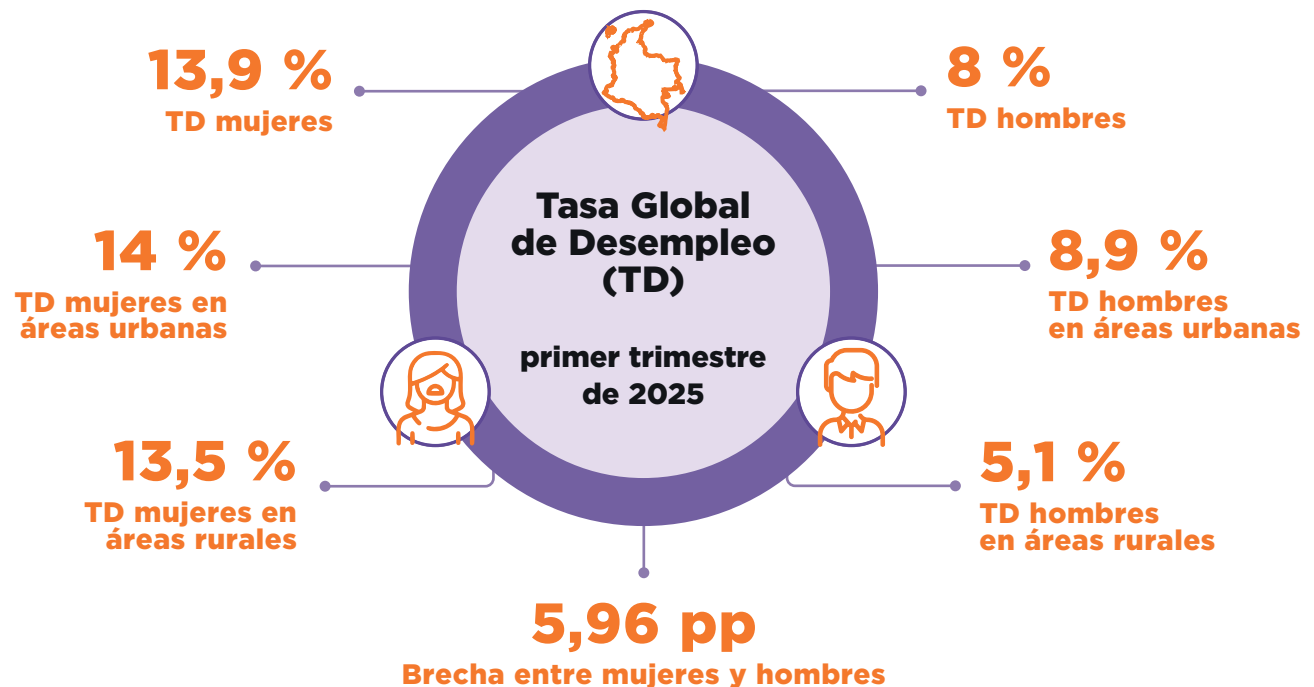 13,9 %
TD mujeres
8 %
TD hombres
Tasa Global
de Desempleo
(TD)
primer trimestre
de 2025
14 %
TD mujeres en
áreas urbanas
8,9 %
TD hombres
en áreas urbanas
13,5 %
TD mujeres en
áreas rurales
5,1 %
TD hombres
en áreas rurales
5,96 pp
Brecha entre mujeres y hombres